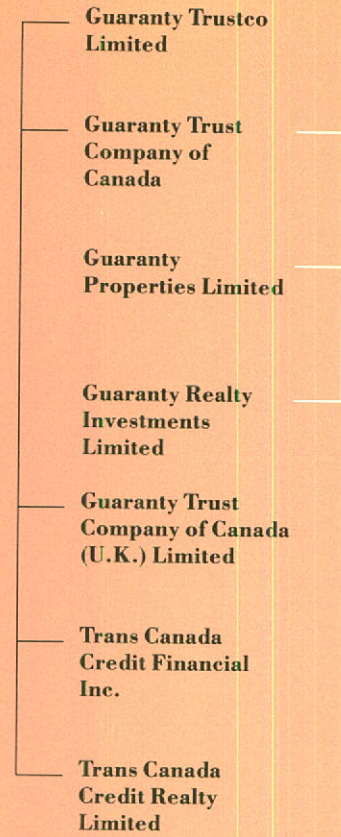 Guaranty Trustco
Limited
Guaranty Trust
Company of
Canada
Guaranty
Properties Limited
Guaranty Realty
Investments
Limited
Guaranty Trust
Company of Canada
(U.K.) Limited
Trans Canada
Credit Financial
Inc.
Trans Canada
Credit Realty
Limited